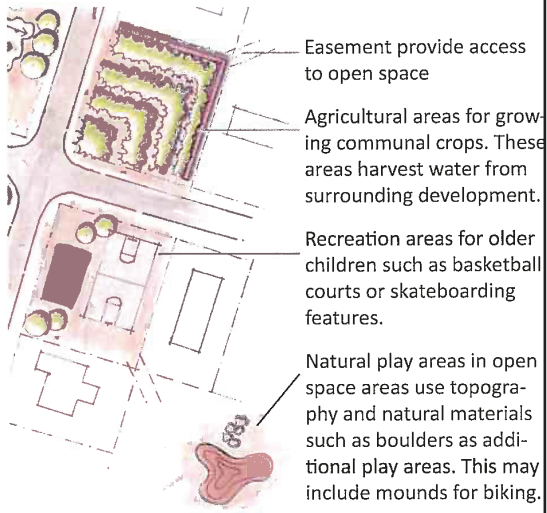 Easement provide access
to open space
Agricultural areas for grow-
ing communal crops. These
areas harvest water from
surrounding development.
Recreation areas for older
children such as basketball
courts or skateboarding
features.
Natural play areas in open
space areas use topogra-
phy and natural materials
such as boulders as addi-
tional play areas. This may
include mounds for biking.